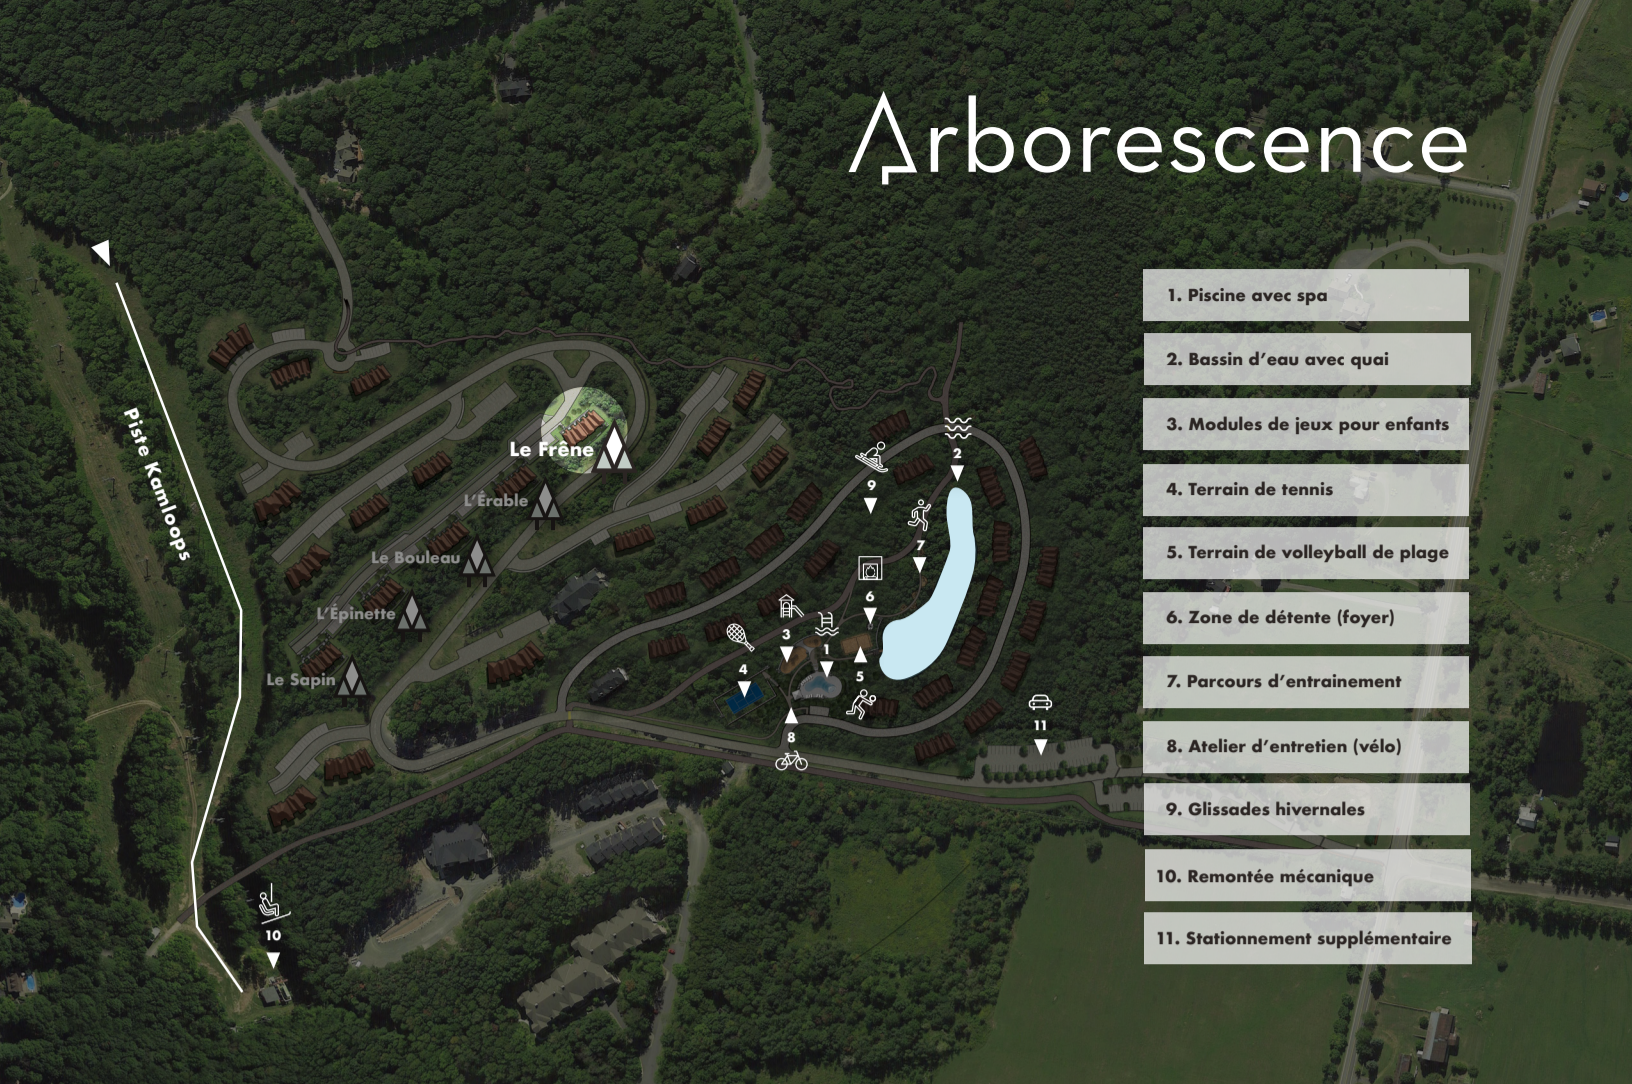 Arborescence
Piste Kamloops
Le Frêne
L'Érable
Le Bouleau
L'Épinette
Le Sapin
2
9
7
6
3
1
4
5
8
11
10
1. Piscine avec spa
2. Bassin d'eau avec quai
3. Modules de jeux pour enfants
4. Terrain de tennis
5. Terrain de volleyball de plage
6. Zone de détente (foyer)
7. Parcours d'entrainement
8. Atelier d'entretien (vélo)
9. Glissades hivernales
10. Remontée mécanique
11. Stationnement supplémentaire